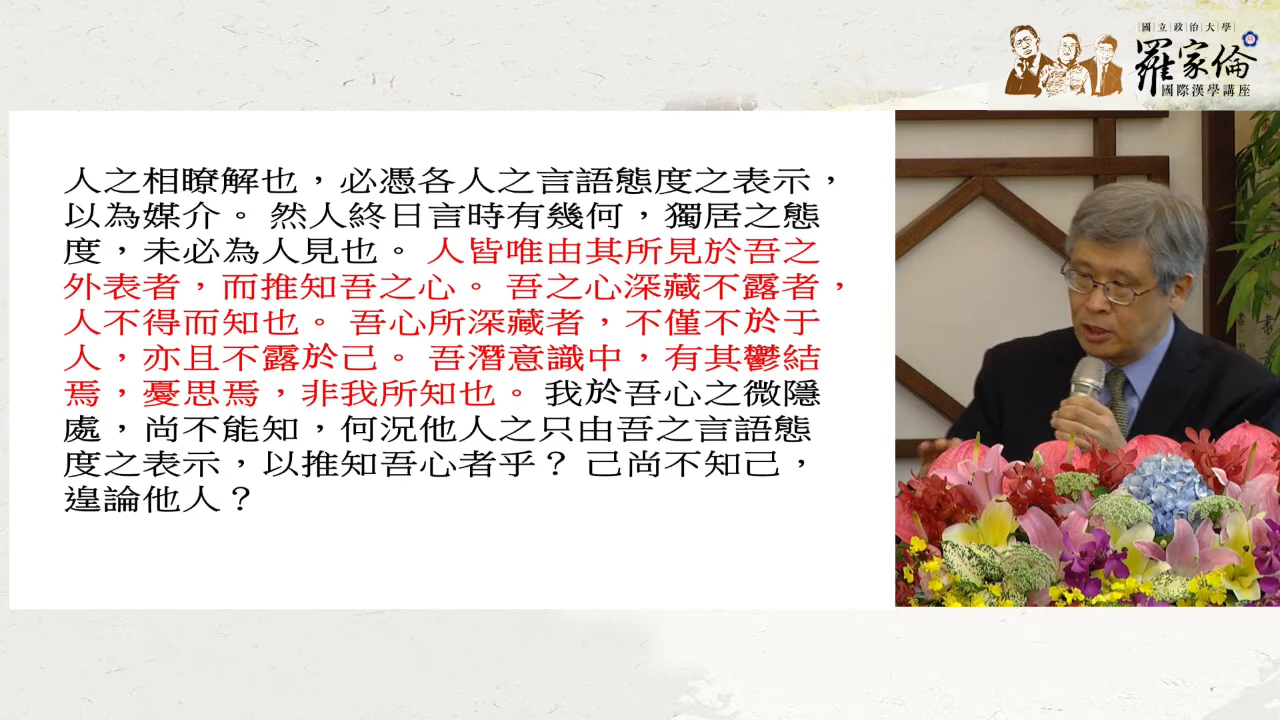 國立政治大學
羅家倫
國際漢學講座
人之相瞭解也，必憑各人之言語態度之表示，
以為媒介。然人終日言時有幾何，獨居之態
度，未必為人見也。人皆唯由其所見於吾之
外表者，而推知吾之心。吾之心深藏不露者，
人不得而知也。吾心所深藏者，不僅不於于
人，亦且不露於己。吾潛意識中，有其鬱結
焉，憂思焉，非我所知也。我於吾心之微隱
處，尚不能知，何況他人之只由吾之言語態
度之表示，以推知吾心者乎？己尚不知己，
遑論他人？